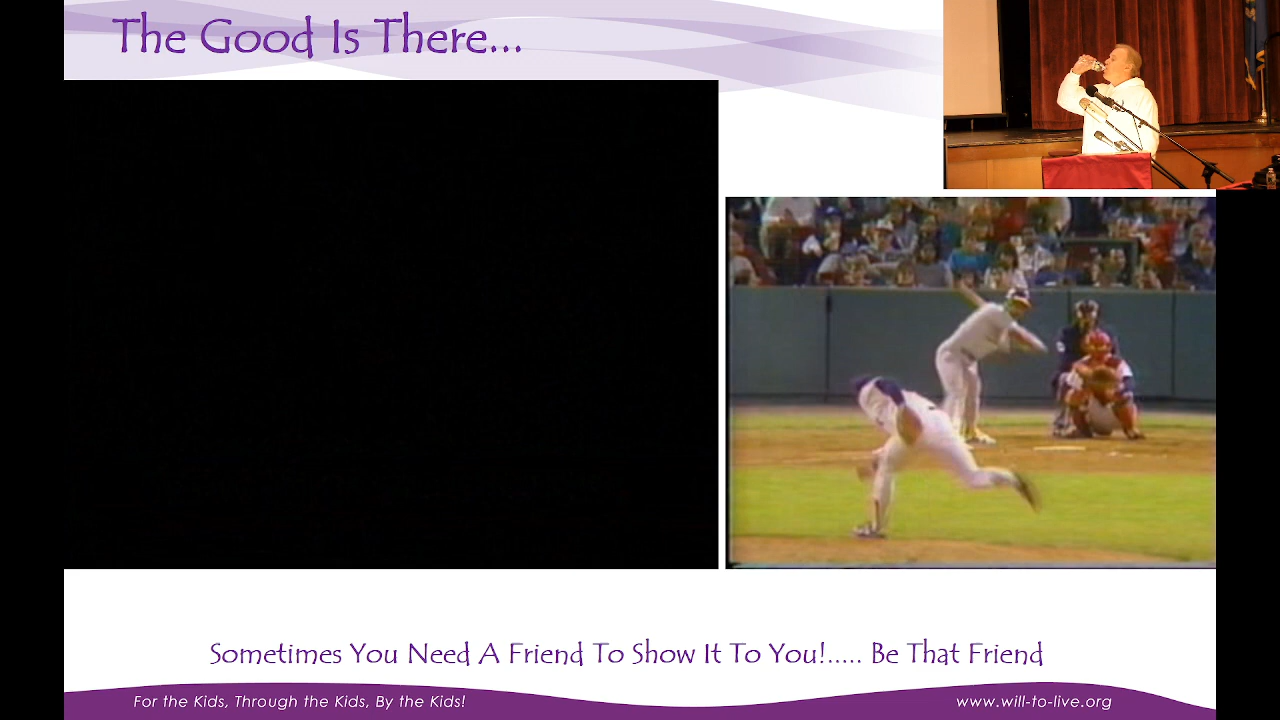 The Good Is There...
Sometimes You Need A Friend To Show It To You!..... Be That Friend
For the Kids, Through the Kids, By the Kids!
www.will-to-live.org